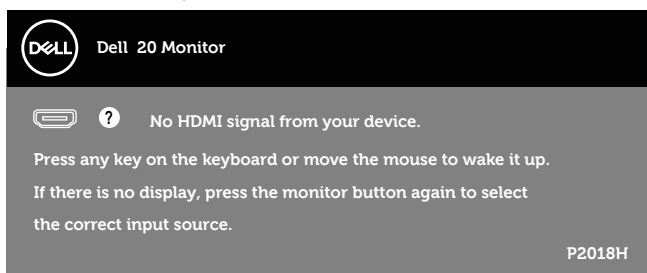 DELL
Dell 20 Monitor
? No HDMI signal from your device.
Press any key on the keyboard or move the mouse to wake it up.
If there is no display, press the monitor button again to select
the correct input source.
P2018H